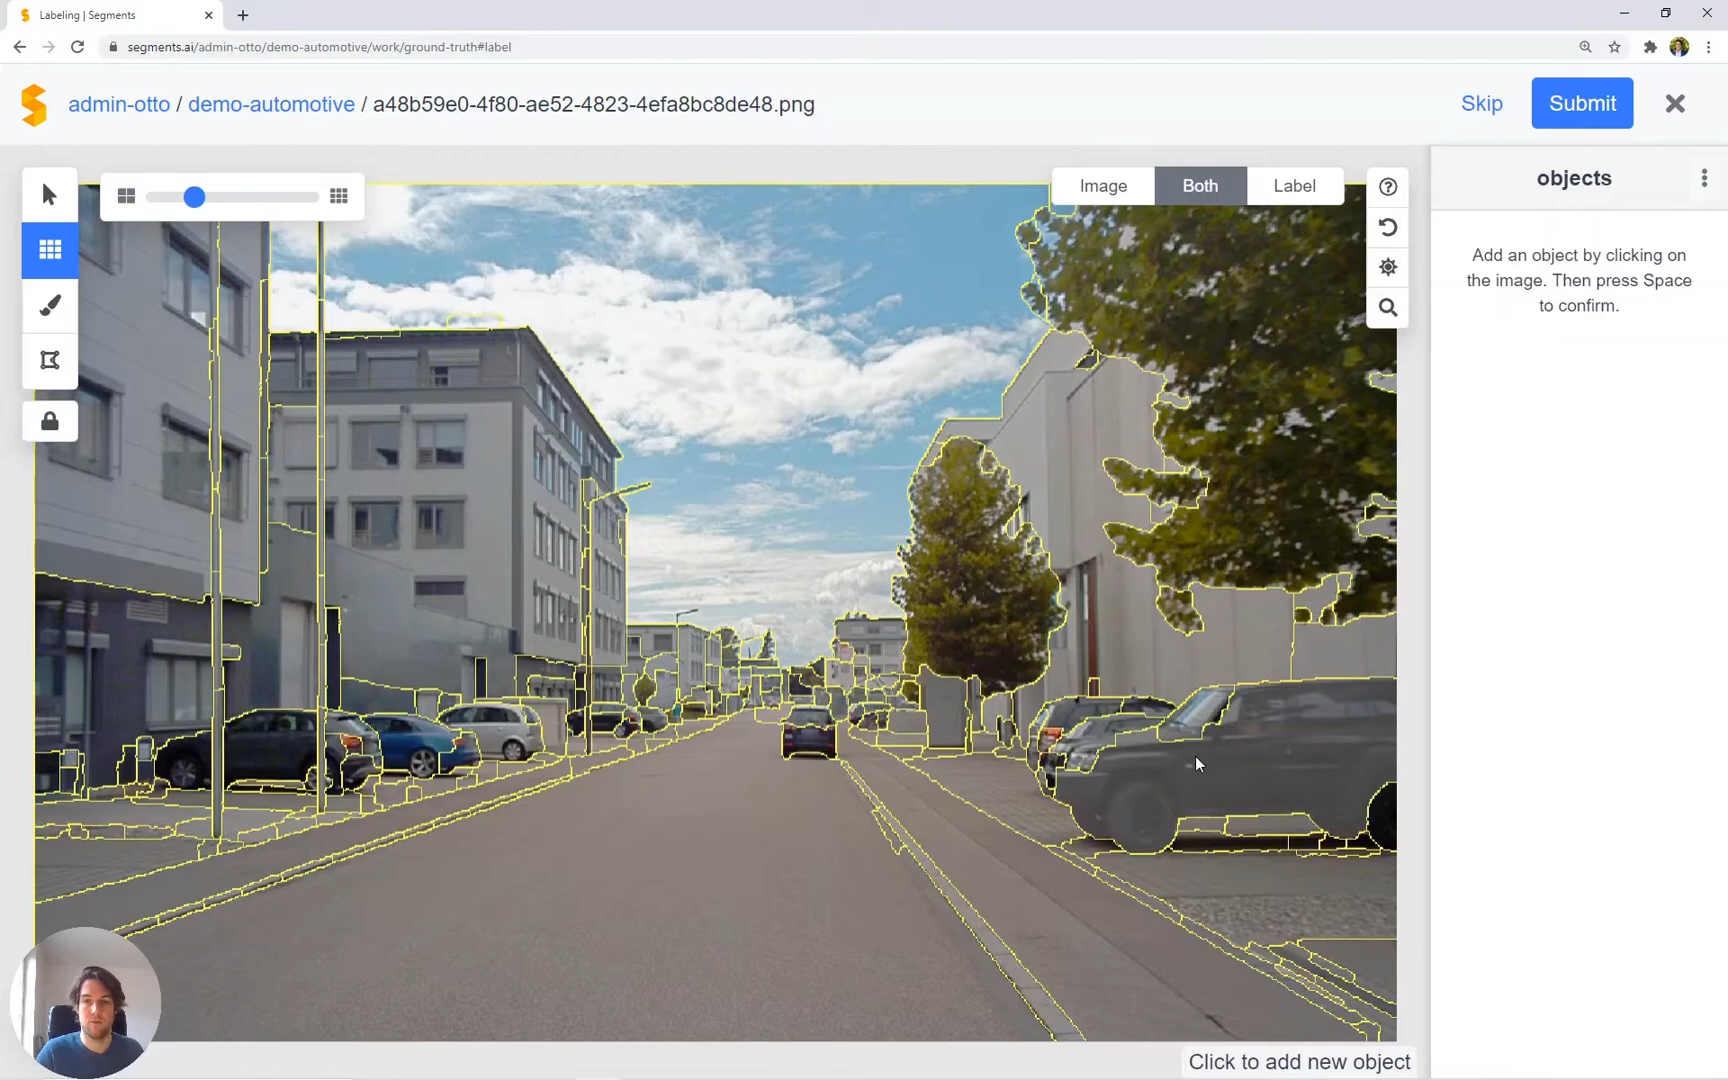 Labeling | Segments
segments.ai/admin-otto/demo-automotive/work/ground-truth#label
admin-otto / demo-automotive / a48b59e0-4f80-ae52-4823-4efa8bc8de48.png
Skip
Submit
Image
Both
Label
objects
Add an object by clicking on
the image. Then press Space
to confirm.
Click to add new object